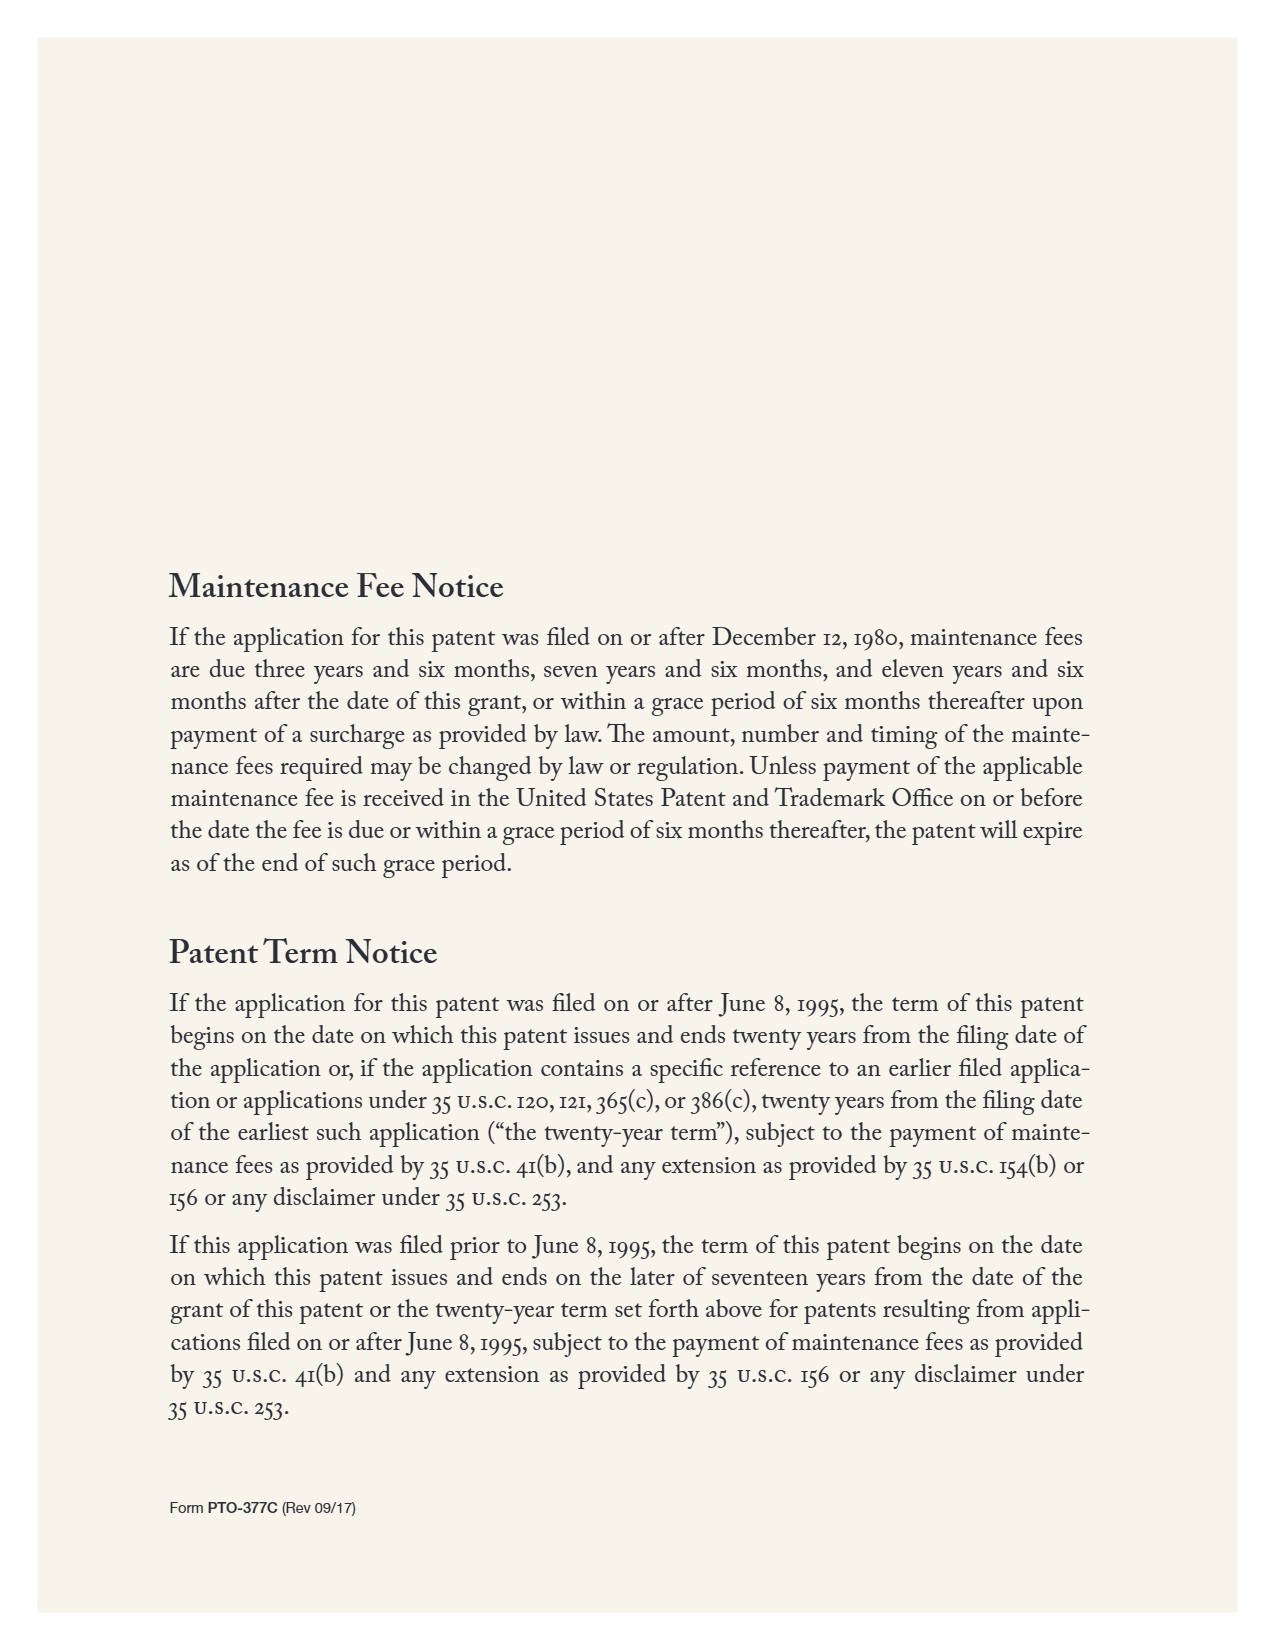 Maintenance Fee Notice
If the application for this patent was filed on or after December 12, 1980, maintenance fees
are due three years and six months, seven years and six months, and eleven years and six
months after the date of this grant, or within a grace period of six months thereafter upon
payment of a surcharge as provided by law. The amount, number and timing of the mainte-
nance fees required may be changed by law or regulation. Unless payment of the applicable
maintenance fee is received in the United States Patent and Trademark Office on or before
the date the fee is due or within a grace period of six months thereafter, the patent will expire
as of the end of such grace period.
Patent Term Notice
If the application for this patent was filed on or after June 8, 1995, the term of this patent
begins on the date on which this patent issues and ends twenty years from the filing date of
the application or, if the application contains a specific reference to an earlier filed applica-
tion or applications under 35 U.S.C. 120, 121, 365(c), or 386(c), twenty years from the filing date
of the earliest such application (“the twenty-year term”), subject to the payment of mainte-
nance fees as provided by 35 U.S.C. 41(b), and any extension as provided by 35 U.S.C. 154(b) or
156 or any disclaimer under 35 U.S.C. 253.
If this application was filed prior to June 8, 1995, the term of this patent begins on the date
on which this patent issues and ends on the later of seventeen years from the date of the
grant of this patent or the twenty-year term set forth above for patents resulting from appli-
cations filed on or after June 8, 1995, subject to the payment of maintenance fees as provided
by 35 U.S.C. 41(b) and any extension as provided by 35 U.S.C. 156 or any disclaimer under
35 U.S.C. 253.
Form PTO-377C (Rev 09/17)